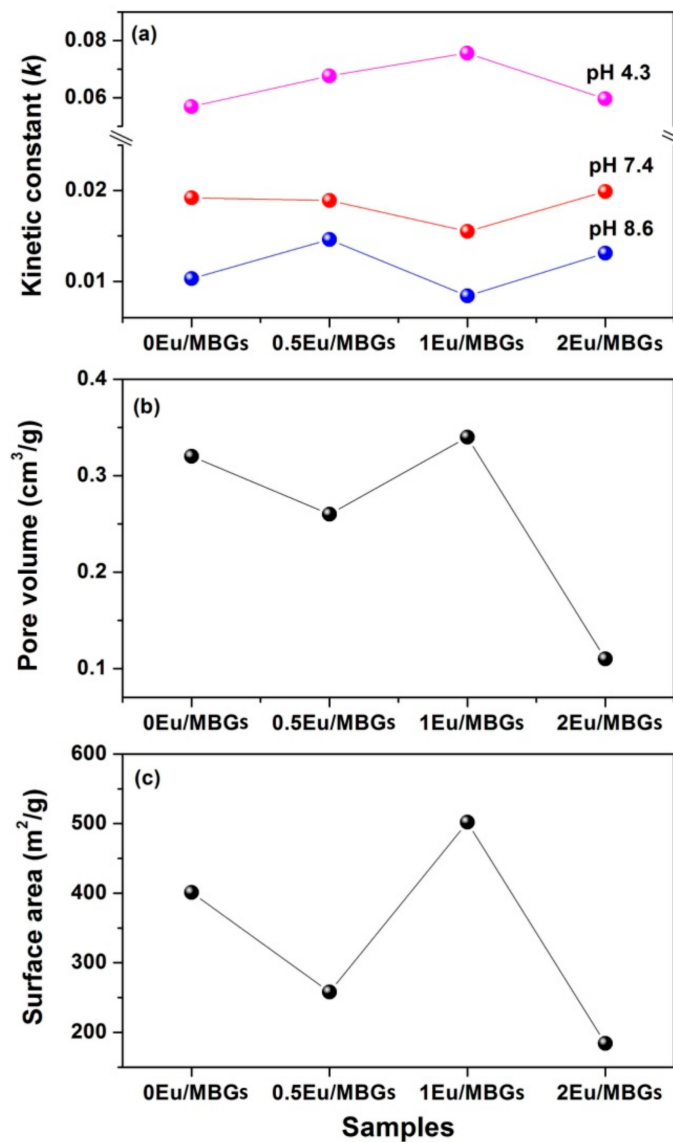 (a)
Kinetic constant (k)
0.08
0.06
0.02
0.01
pH 4.3
pH 7.4
pH 8.6
0Eu/MBGs 0.5Eu/MBGs 1Eu/MBGs 2Eu/MBGs
(b)
Pore volume (cm³/g)
0.4
0.3
0.2
0.1
0Eu/MBGs 0.5Eu/MBGs 1Eu/MBGs 2Eu/MBGs
(c)
Surface area (m²/g)
600
500
400
300
200
0Eu/MBGs 0.5Eu/MBGs 1Eu/MBGs 2Eu/MBGs
Samples